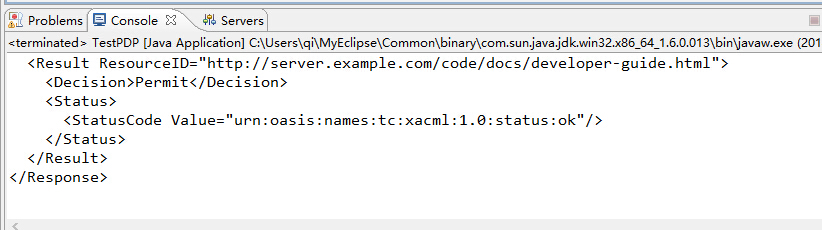 Problems Console Servers
<terminated> TestPDP [Java Application] C:\Users\qi\MyEclipse\Common\binary\com.sun.java.jdk.win32.x86_64_1.6.0.013\bin\javaw.exe (201
<Result ResourceID="http://server.example.com/code/docs/developer-guide.html">
<Decision>Permit</Decision>
<Status>
<StatusCode Value="urn:oasis:names:tc:xacml:1.0:status:ok"/>
</Status>
</Result>
</Response>